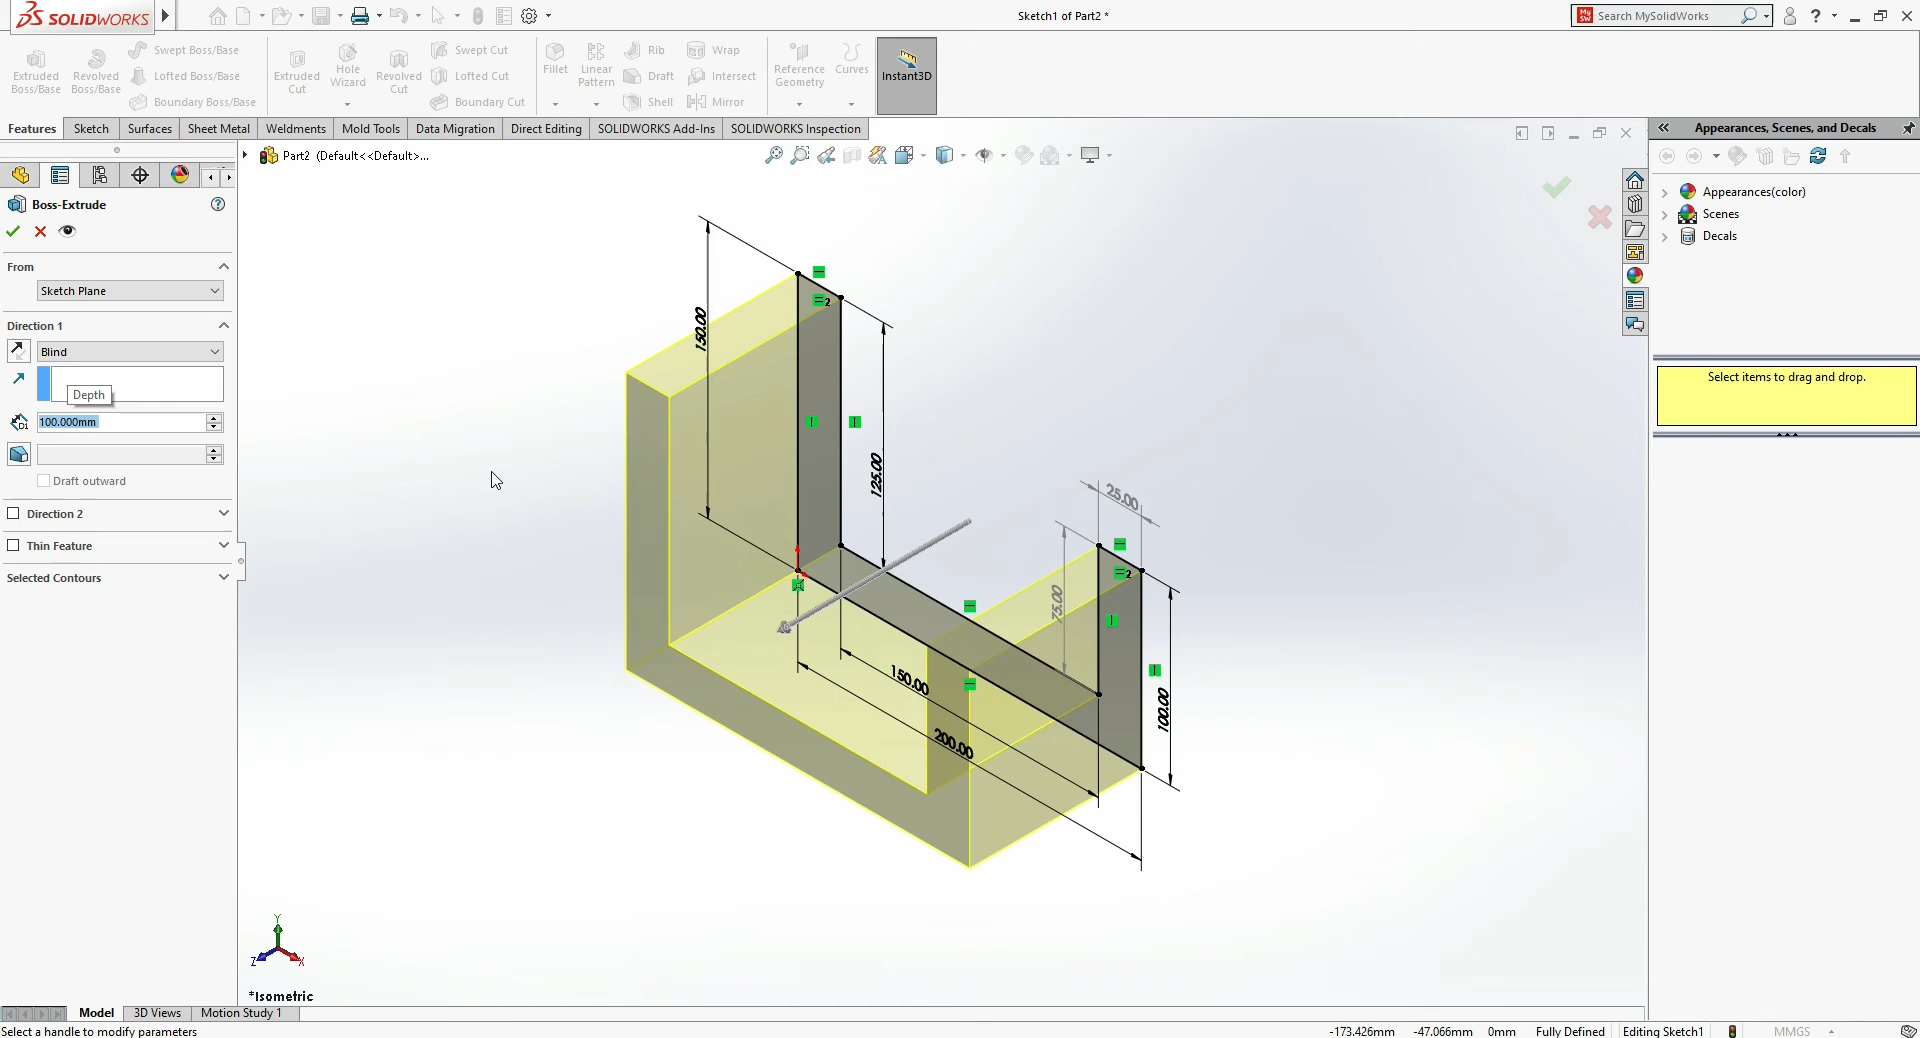 SOLIDWORKS
Sketch1 of Part2 *
Search MySolidWorks
Extruded Boss/Base
Revolved Boss/Base
Swept Boss/Base
Lofted Boss/Base
Boundary Boss/Base
Extruded Cut
Hole Wizard
Revolved Cut
Swept Cut
Lofted Cut
Boundary Cut
Fillet
Linear Pattern
Rib
Draft
Shell
Wrap
Intersect
Mirror
Reference Geometry
Curves
Instant3D
Features
Sketch
Surfaces
Sheet Metal
Weldments
Mold Tools
Data Migration
Direct Editing
SOLIDWORKS Add-Ins
SOLIDWORKS Inspection
Appearances, Scenes, and Decals
Part2 (Default<<Default>...
Boss-Extrude
From
Sketch Plane
Direction 1
Blind
Depth
100.000mm
Draft outward
Direction 2
Thin Feature
Selected Contours
150.00
125.00
25.00
75.00
100.00
150.00
200.00
2
2
Appearances(color)
Scenes
Decals
Select items to drag and drop.
Y
Z
X
*Isometric
Model
3D Views
Motion Study 1
Select a handle to modify parameters
-173.426mm
-47.066mm
0mm
Fully Defined
Editing Sketch1
MMGS